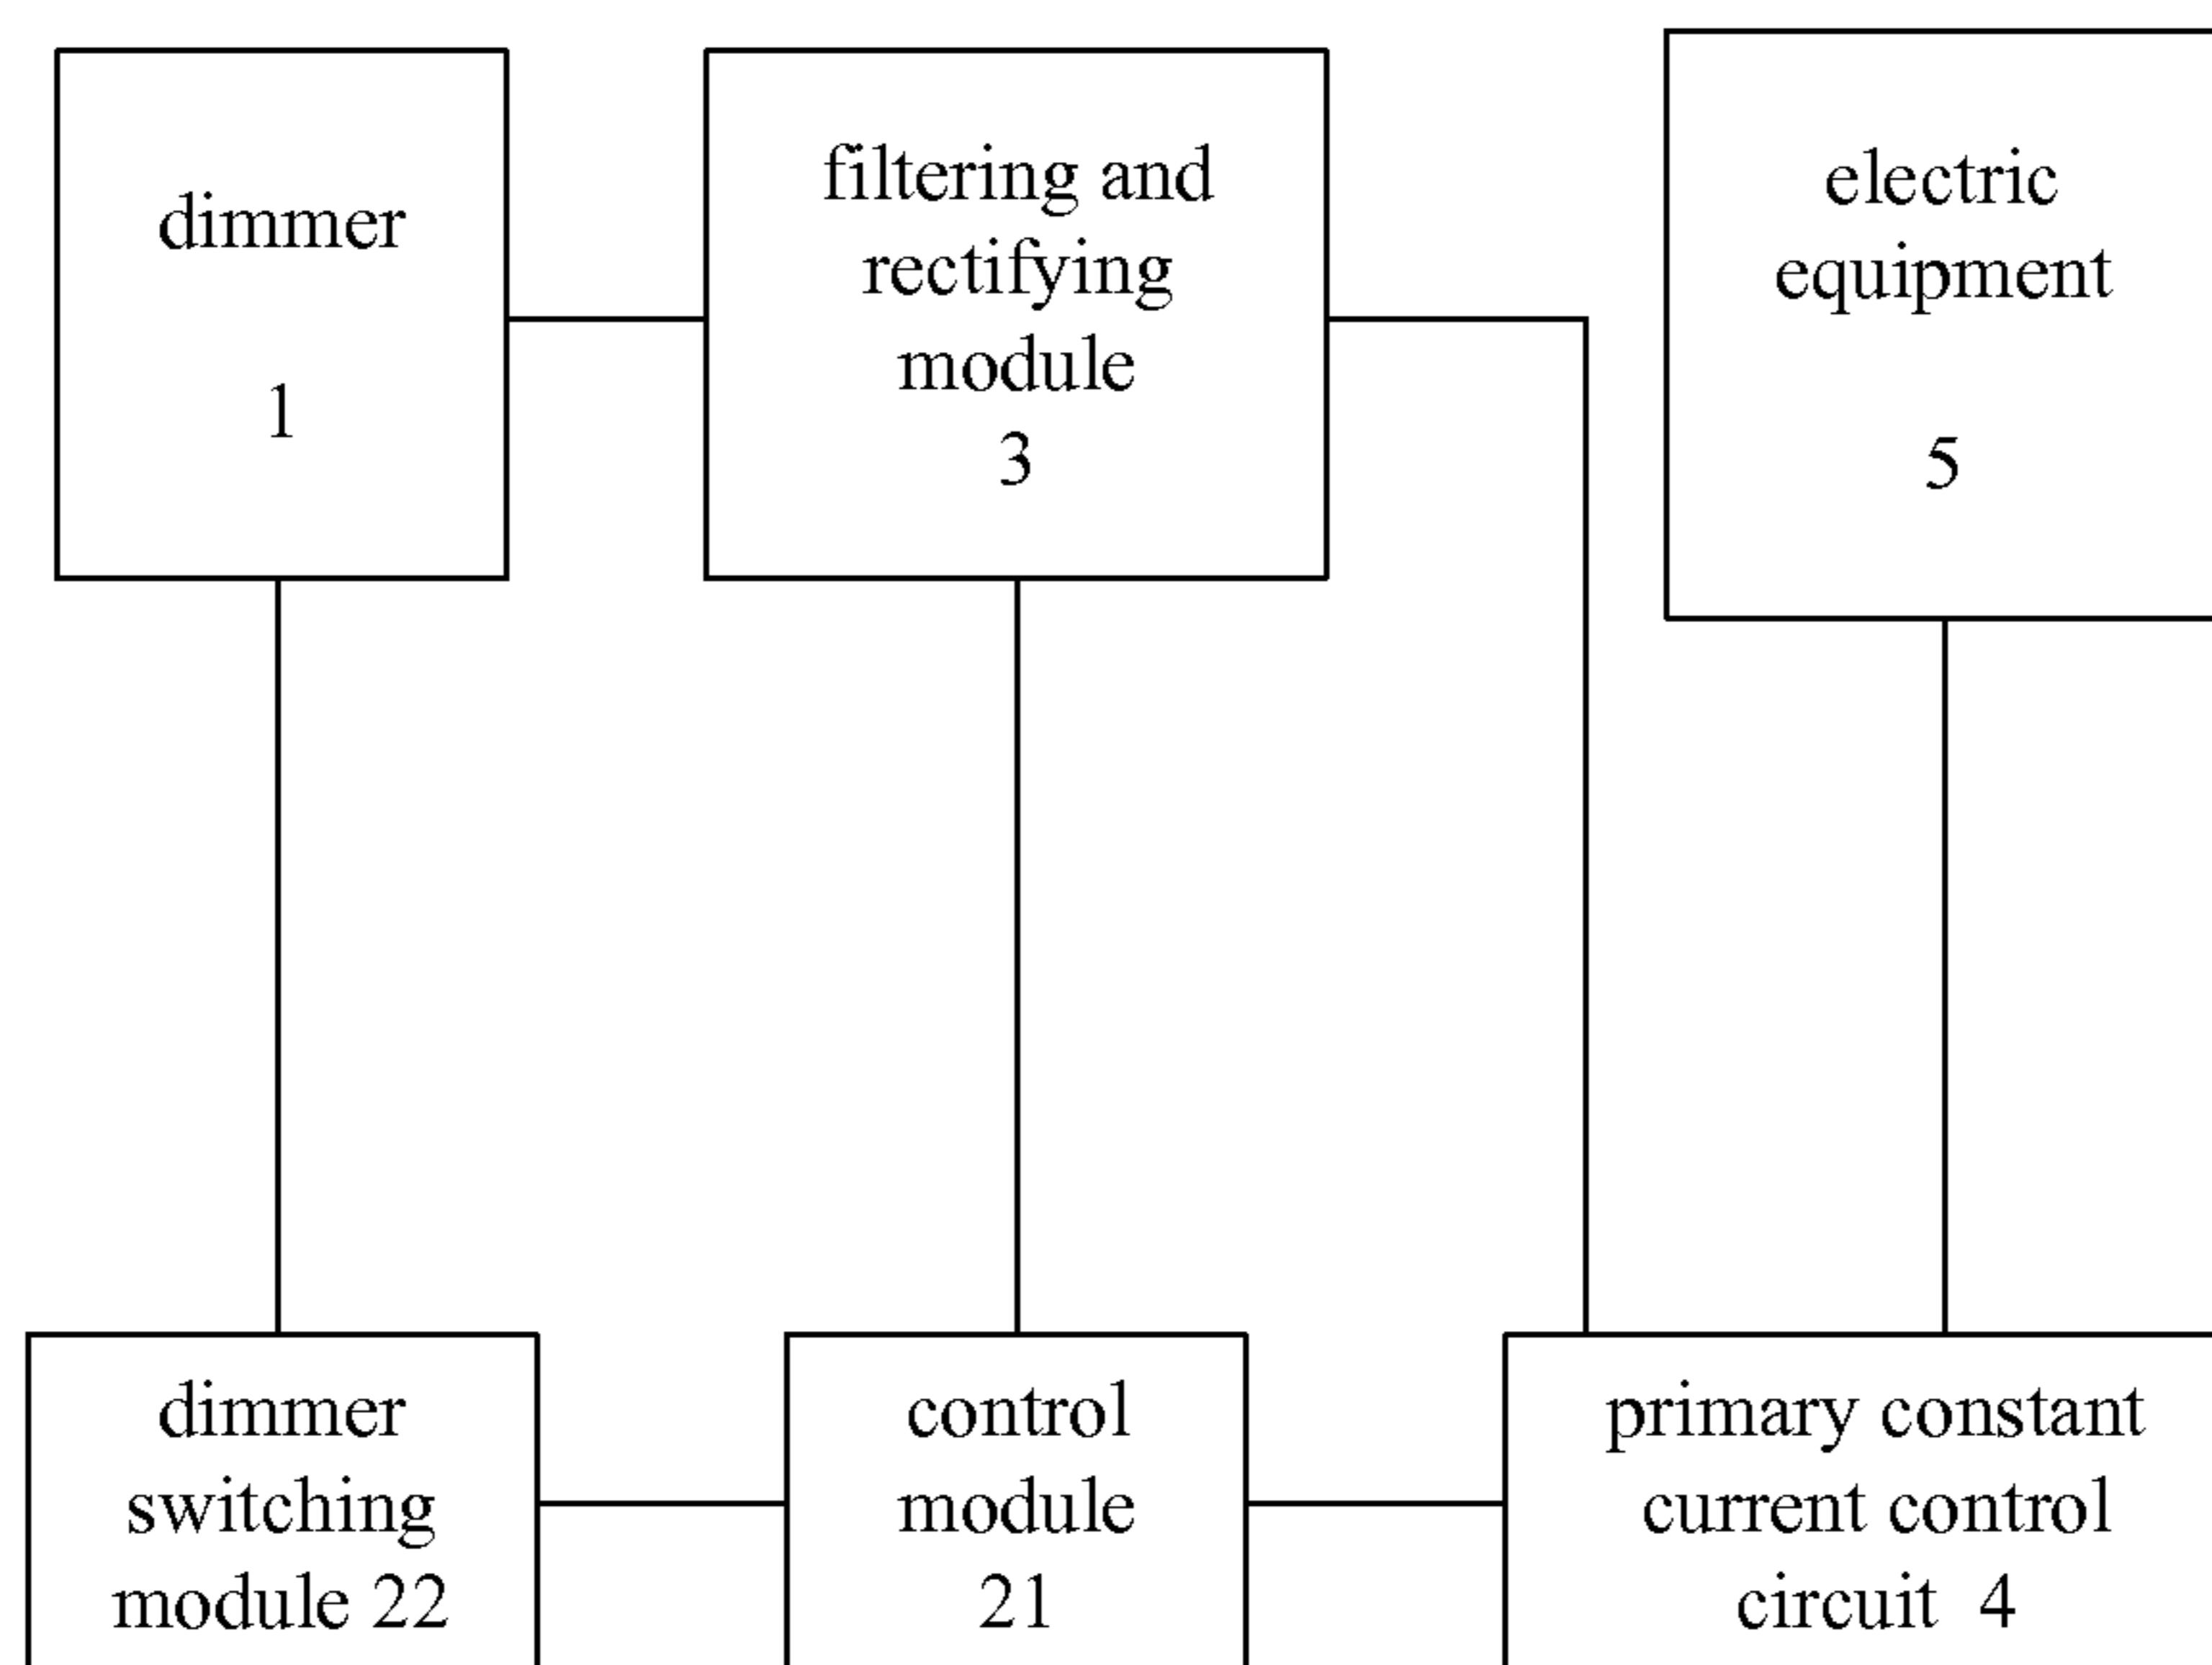 dimmer
1
filtering and
rectifying
module
3
electric
equipment
5
dimmer
switching
module 22
control
module
21
primary constant
current control
circuit 4